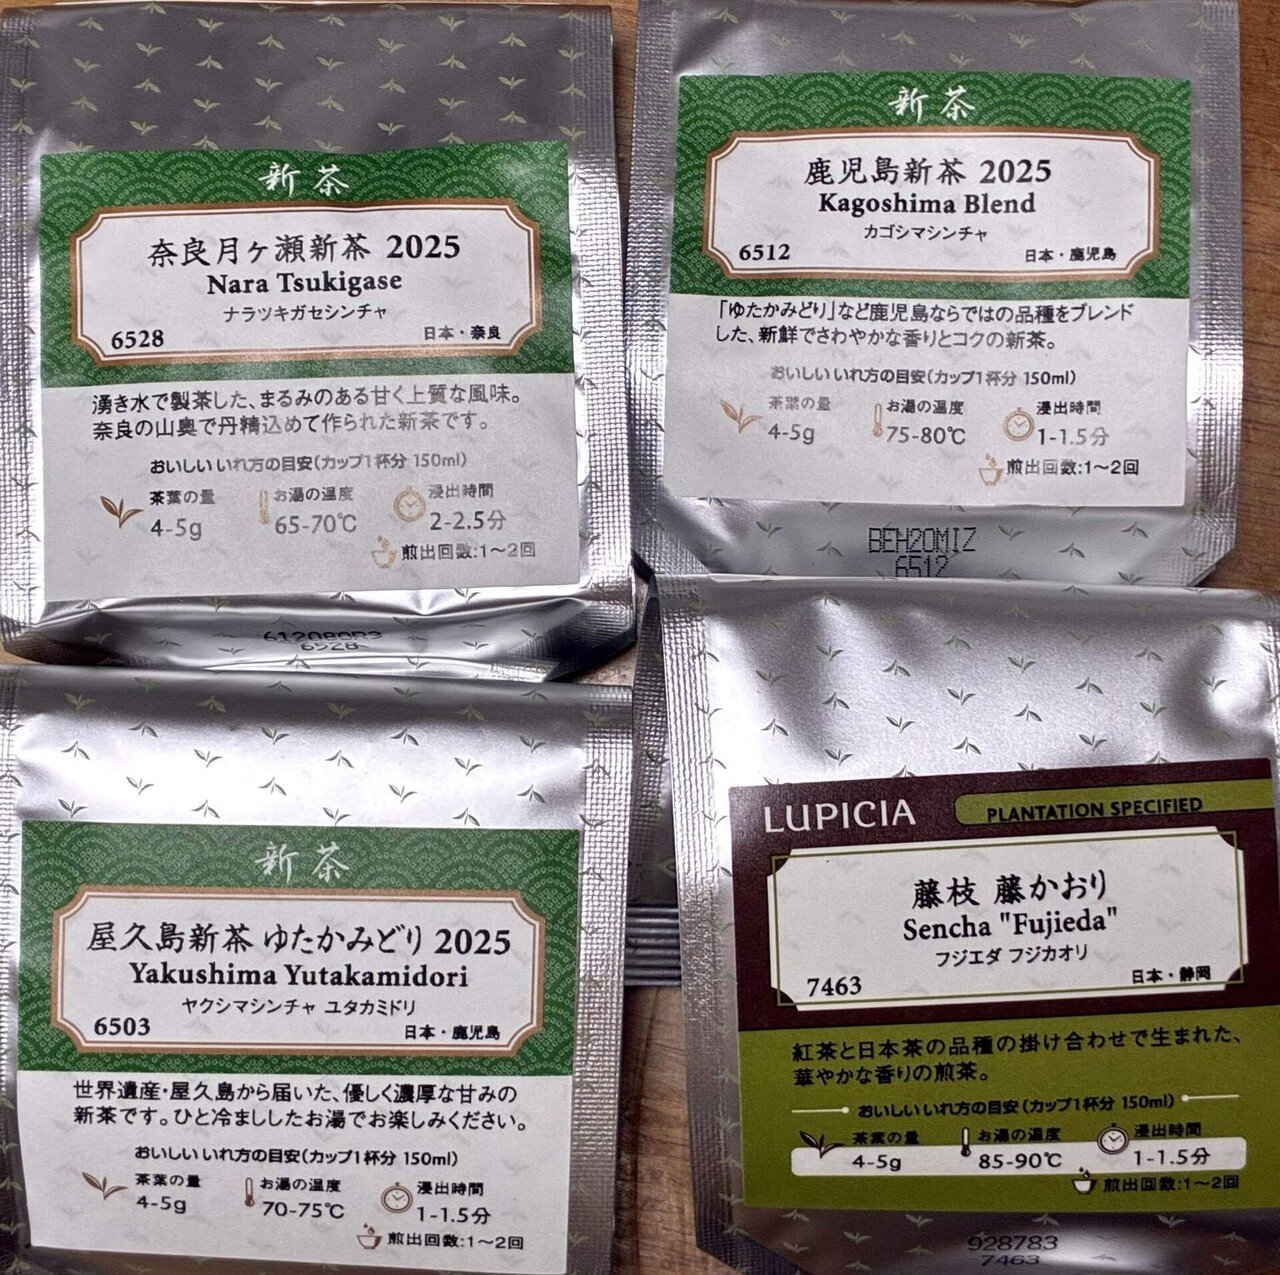 新茶
奈良月ヶ瀬新茶 2025
Nara Tsukigase
ナラツキガセシンチャ
6528 日本・奈良
湧き水で製茶した、まるみのある甘く上質な風味。
奈良の山奥で丹精込めて作られた新茶です。
おいしい いれ方の目安（カップ1杯分 150ml）
茶葉の量 お湯の温度 浸出時間
4-5g 65-70℃ 2-2.5分
煎出回数:1〜2回
6528
新茶
鹿児島新茶 2025
Kagoshima Blend
カゴシマシンチャ
6512 日本・鹿児島
「ゆたかみどり」など鹿児島ならではの品種をブレンド
した、新鮮でさわやかな香りとコクの新茶。
おいしい いれ方の目安（カップ1杯分 150ml）
茶葉の量 お湯の温度 浸出時間
4-5g 75-80℃ 1-1.5分
煎出回数:1〜2回
BEH20MIZ
6512
新茶
屋久島新茶 ゆたかみどり 2025
Yakushima Yutakamidori
ヤクシマシンチャ ユタカミドリ
6503 日本・鹿児島
世界遺産・屋久島から届いた、優しく濃厚な甘みの
新茶です。ひと冷まししたお湯でお楽しみください。
おいしい いれ方の目安（カップ1杯分 150ml）
茶葉の量 お湯の温度 浸出時間
4-5g 70-75℃ 1-1.5分
煎出回数:1〜2回
LUPICIA PLANTATION SPECIFIED
藤枝 藤かおり
Sencha "Fujieda"
フジエダ フジカオリ
7463 日本・静岡
紅茶と日本茶の品種の掛け合わせで生まれた、
華やかな香りの煎茶。
おいしい いれ方の目安（カップ1杯分 150ml）
茶葉の量 お湯の温度 浸出時間
4-5g 85-90℃ 1-1.5分
煎出回数:1〜2回
928783
7463